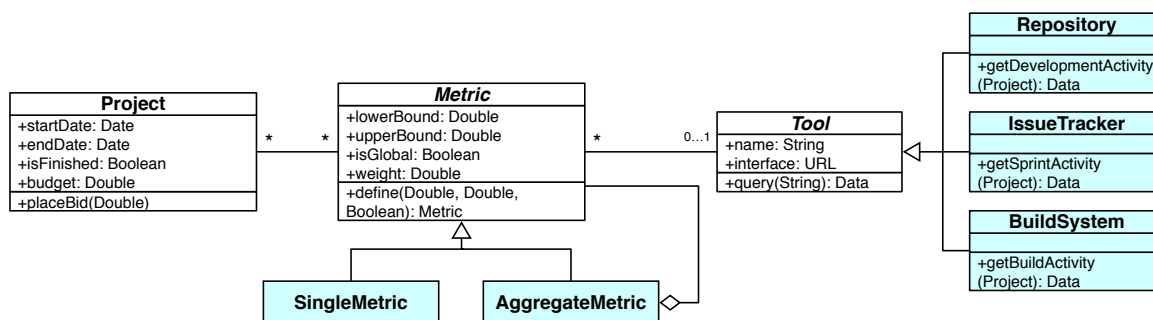 Project
+startDate: Date
+endDate: Date
+isFinished: Boolean
+budget: Double
+placeBid(Double)
*
*
Metric
+lowerBound: Double
+upperBound: Double
+isGlobal: Boolean
+weight: Double
+define(Double, Double,
Boolean): Metric
*
0...1
SingleMetric
AggregateMetric
Tool
+name: String
+interface: URL
+query(String): Data
Repository
+getDevelopmentActivity
(Project): Data
IssueTracker
+getSprintActivity
(Project): Data
BuildSystem
+getBuildActivity
(Project): Data